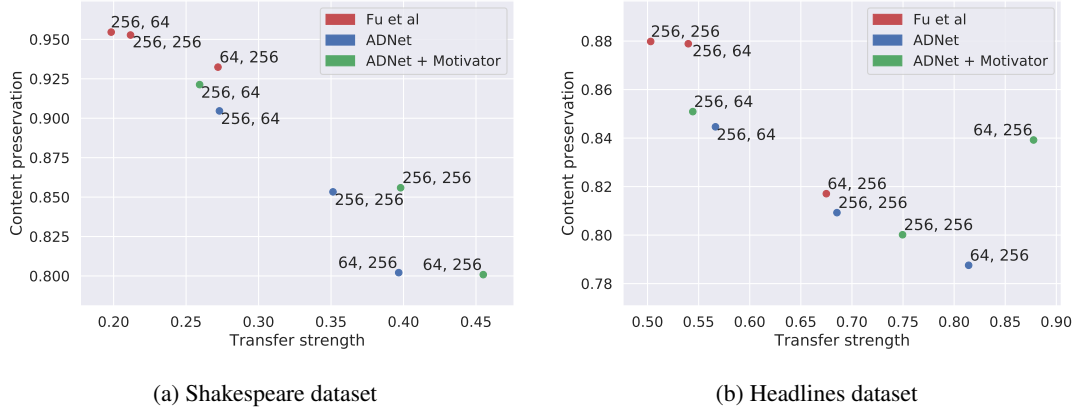 256, 64
256, 256
64, 256
256, 64
256, 64
256, 256
256, 256
64, 256
64, 256
Fu et al
ADNet
ADNet + Motivator
Content preservation
0.950
0.925
0.900
0.875
0.850
0.825
0.800
0.20 0.25 0.30 0.35 0.40 0.45
Transfer strength
(a) Shakespeare dataset
256, 256
256, 64
256, 64
256, 64
64, 256
64, 256
256, 256
256, 256
64, 256
Fu et al
ADNet
ADNet + Motivator
Content preservation
0.88
0.86
0.84
0.82
0.80
0.78
0.50 0.55 0.60 0.65 0.70 0.75 0.80 0.85 0.90
Transfer strength
(b) Headlines dataset